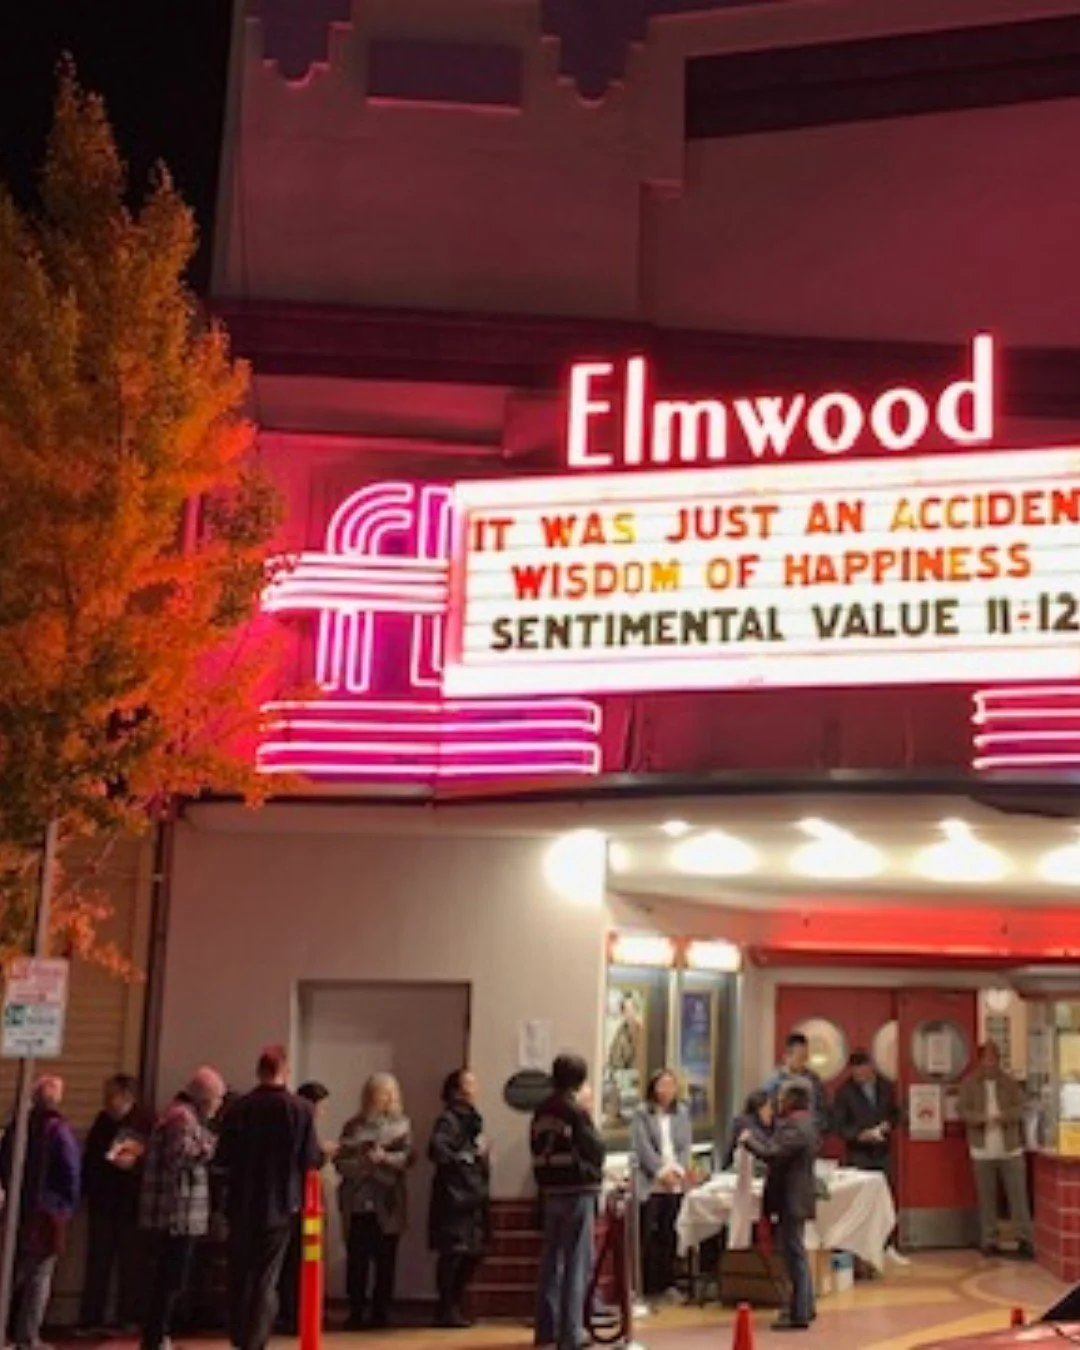 Elmwood
IT WAS JUST AN ACCIDEN
WISDOM OF HAPPINESS
SENTIMENTAL VALUE 11-12